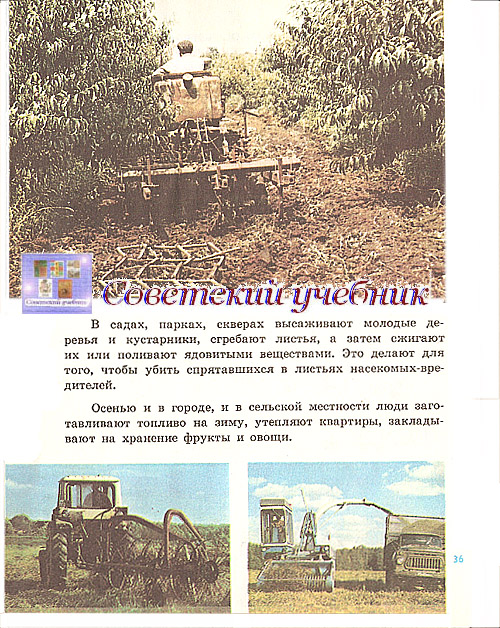 Советский учебник
Советский учебник
В садах, парках, скверах высаживают молодые де-
ревья и кустарники, сгребают листья, а затем сжигают
их или поливают ядовитыми веществами. Это делают для
того, чтобы убить спрятавшихся в листьях насекомых-вре-
дителей.
Осенью и в городе, и в сельской местности люди заго-
тавливают топливо на зиму, утепляют квартиры, заклады-
вают на хранение фрукты и овощи.
36